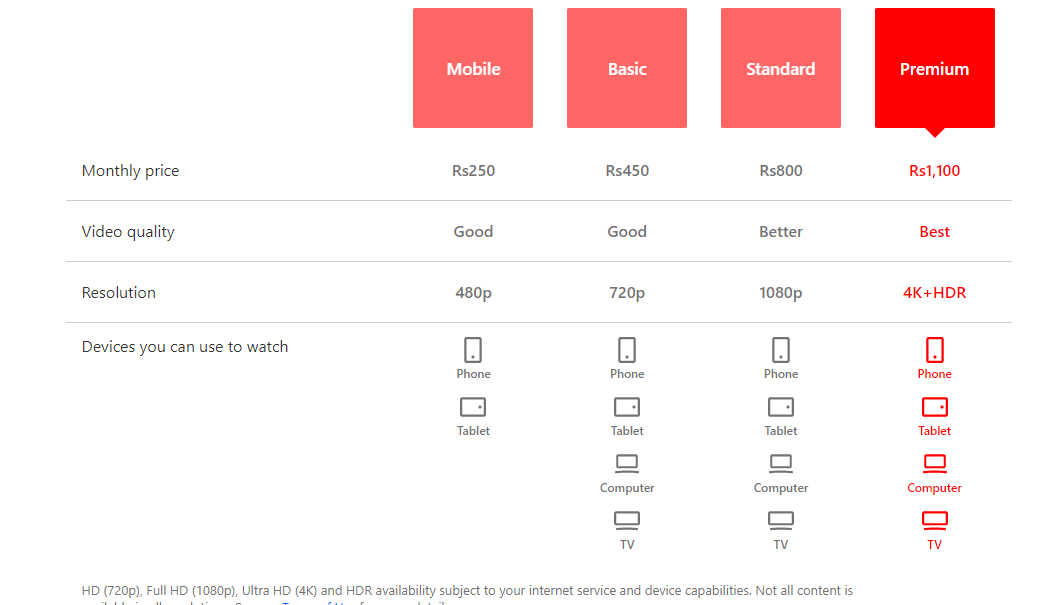 Mobile Basic Standard Premium
Monthly price Rs250 Rs450 Rs800 Rs1,100
Video quality Good Good Better Best
Resolution 480p 720p 1080p 4K+HDR
Devices you can use to watch
Phone Phone Phone Phone
Tablet Tablet Tablet Tablet
Computer Computer Computer
TV TV TV
HD (720p), Full HD (1080p), Ultra HD (4K) and HDR availability subject to your internet service and device capabilities. Not all content is